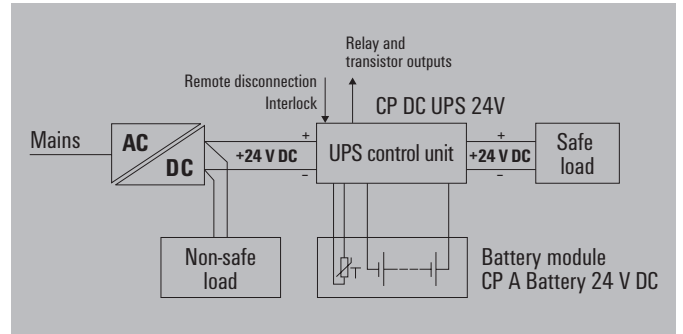 Relay and
transistor outputs
Remote disconnection
Interlock
CP DC UPS 24V
Mains
AC
DC
+
+24 V DC
–
UPS control unit
+
+24 V DC
–
Safe
load
Non-safe
load
T
Battery module
CP A Battery 24 V DC